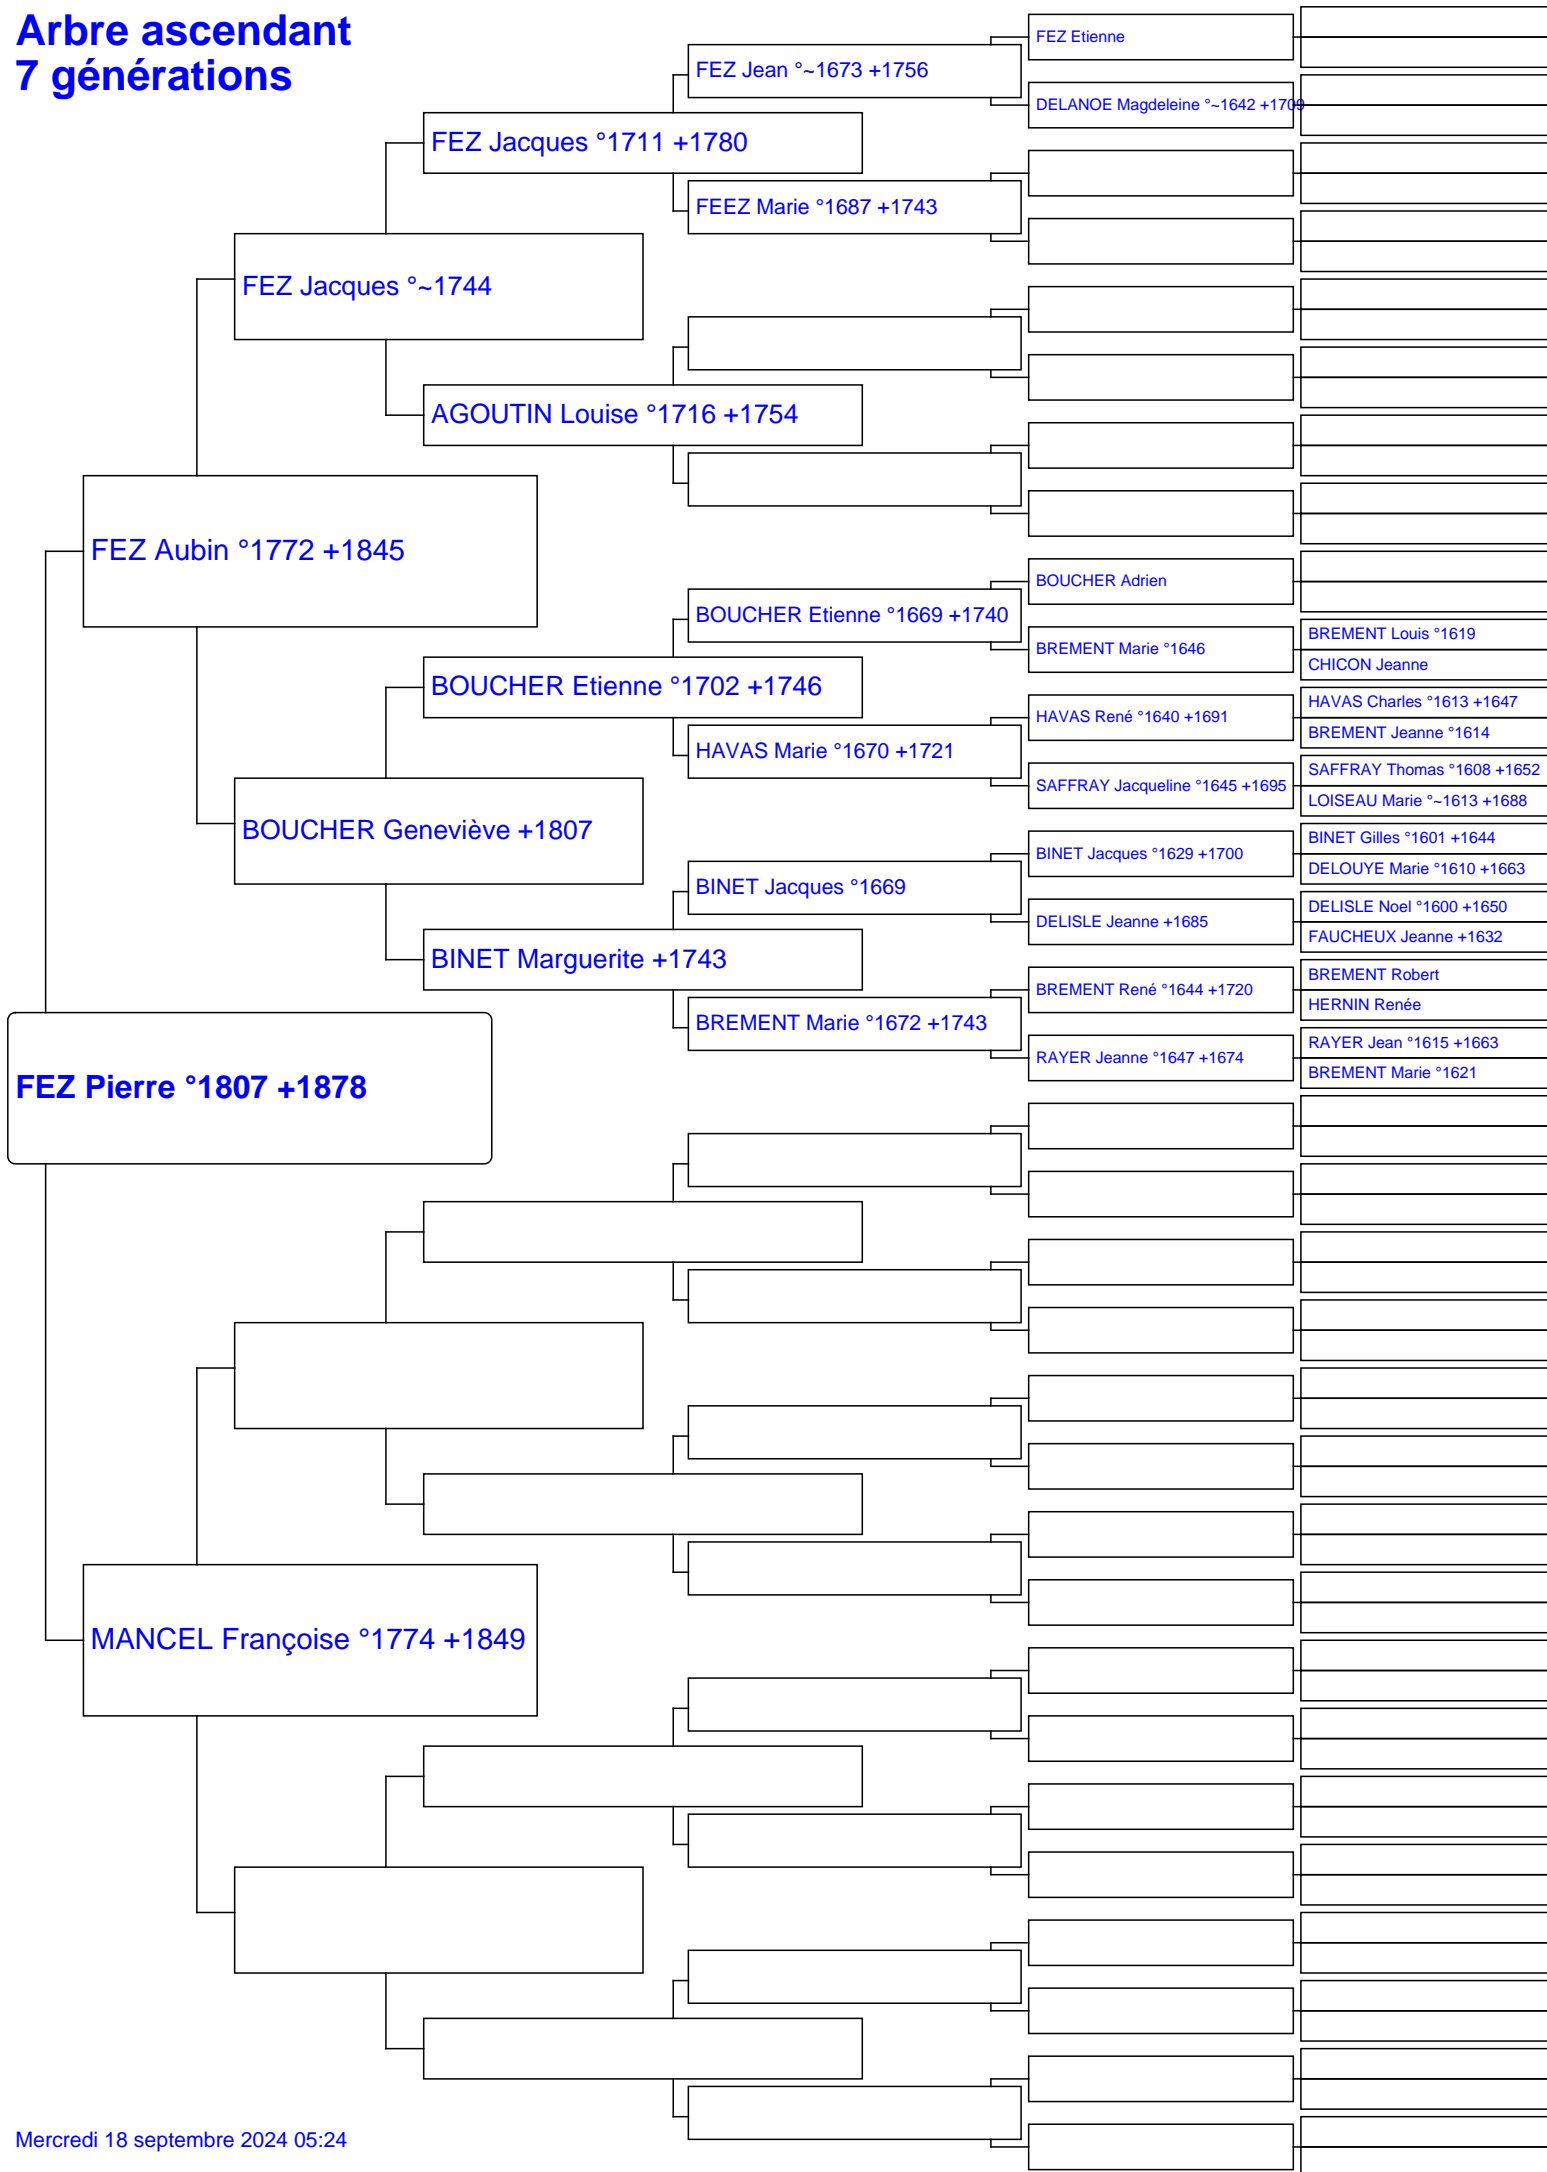 Arbre ascendant
7 générations
FEZ Etienne
FEZ Jean °~1673 +1756
DELANOE Magdeleine °~1642 +1709
FEZ Jacques °1711 +1780
FEEZ Marie °1687 +1743
FEZ Jacques °~1744
AGOUTIN Louise °1716 +1754
FEZ Aubin °1772 +1845
BOUCHER Adrien
BOUCHER Etienne °1669 +1740
BREMENT Louis °1619
BREMENT Marie °1646
CHICON Jeanne
BOUCHER Etienne °1702 +1746
HAVAS Charles °1613 +1647
HAVAS René °1640 +1691
BREMENT Jeanne °1614
HAVAS Marie °1670 +1721
SAFFRAY Thomas °1608 +1652
SAFFRAY Jacqueline °1645 +1695
LOISEAU Marie °~1613 +1688
BOUCHER Geneviève +1807
BINET Gilles °1601 +1644
BINET Jacques °1629 +1700
DELOUYE Marie °1610 +1663
BINET Jacques °1669
DELISLE Noel °1600 +1650
DELISLE Jeanne +1685
FAUCHEUX Jeanne +1632
BINET Marguerite +1743
BREMENT Robert
BREMENT René °1644 +1720
HERNIN Renée
BREMENT Marie °1672 +1743
RAYER Jean °1615 +1663
RAYER Jeanne °1647 +1674
BREMENT Marie °1621
FEZ Pierre °1807 +1878
MANCEL Françoise °1774 +1849
Mercredi 18 septembre 2024 05:24